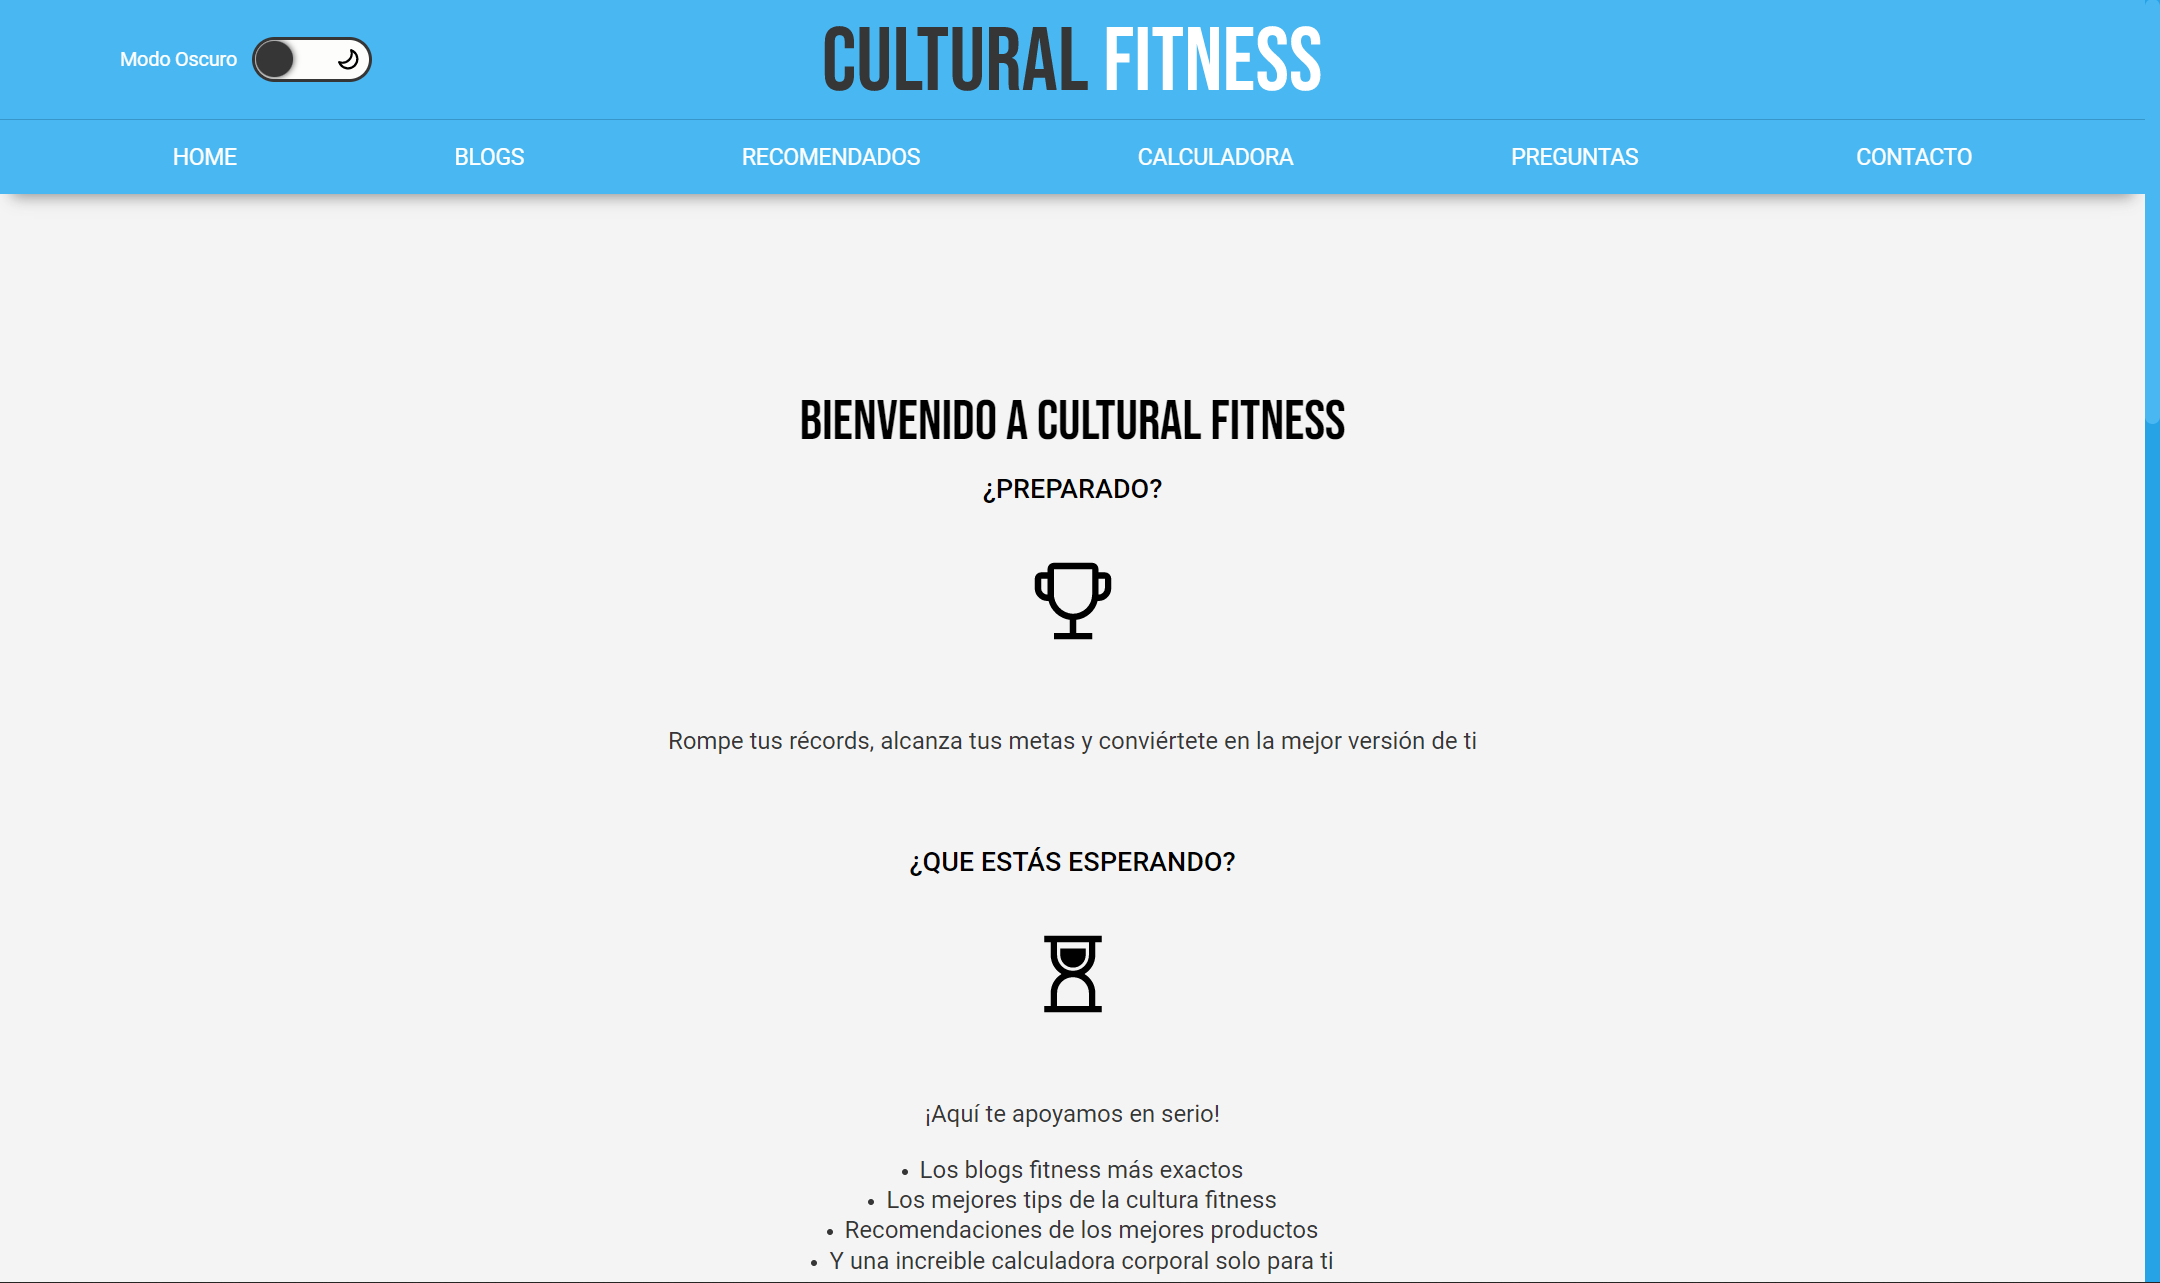 Modo Oscuro
CULTURAL FITNESS
HOME BLOGS RECOMENDADOS CALCULADORA PREGUNTAS CONTACTO
BIENVENIDO A CULTURAL FITNESS
¿PREPARADO?
Rompe tus récords, alcanza tus metas y conviértete en la mejor versión de ti
¿QUE ESTÁS ESPERANDO?
¡Aquí te apoyamos en serio!
• Los blogs fitness más exactos
• Los mejores tips de la cultura fitness
• Recomendaciones de los mejores productos
• Y una increible calculadora corporal solo para ti